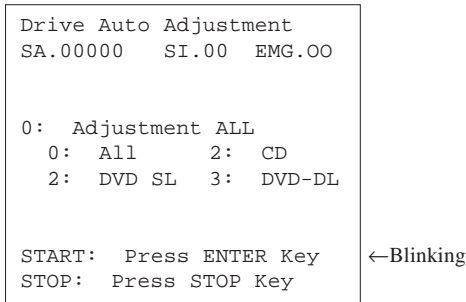 Drive Auto Adjustment
SA.00000 SI.00 EMG.OO
0: Adjustment ALL
0: All 2: CD
2: DVD SL 3: DVD-DL
START: Press ENTER Key ←Blinking
STOP: Press STOP Key